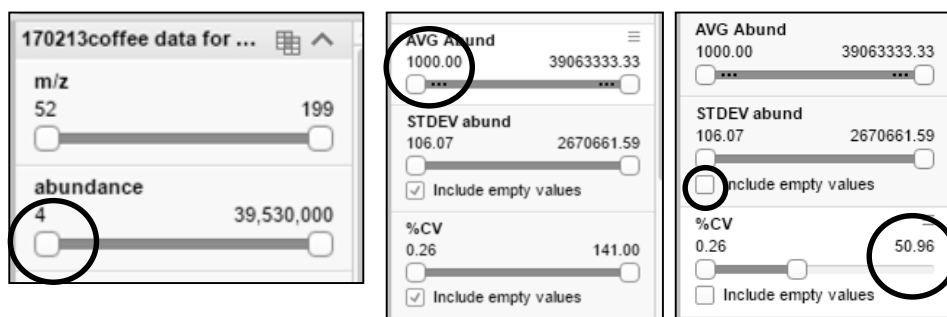 170213coffee data for ...
m/z
52 199
abundance
4 39,530,000
AVG Abund
1000.00 39063333.33
STDEV abund
106.07 2670661.59
Include empty values
%CV
0.26 141.00
Include empty values
AVG Abund
1000.00 39063333.33
STDEV abund
106.07 2670661.59
Include empty values
%CV
0.26 50.96
Include empty values